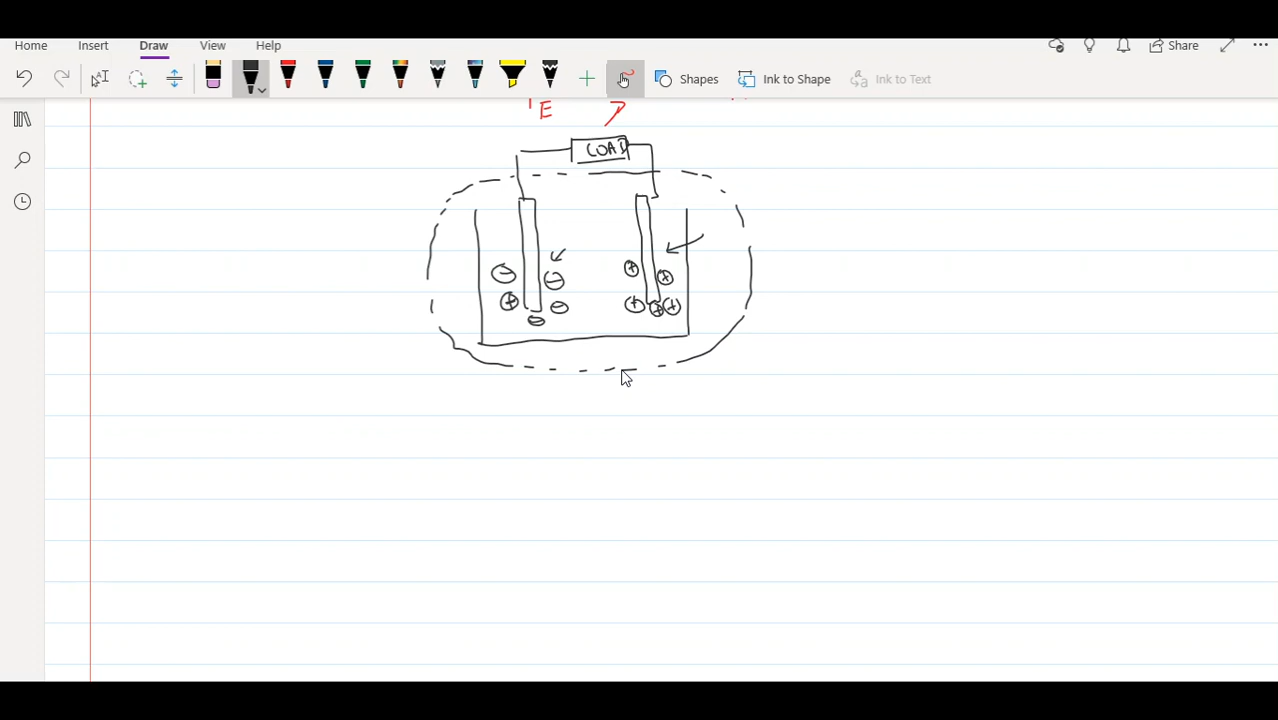 Home Insert Draw View Help Share
Shapes Ink to Shape Ink to Text
E
LOAD
− − + +
+ − + + +
−